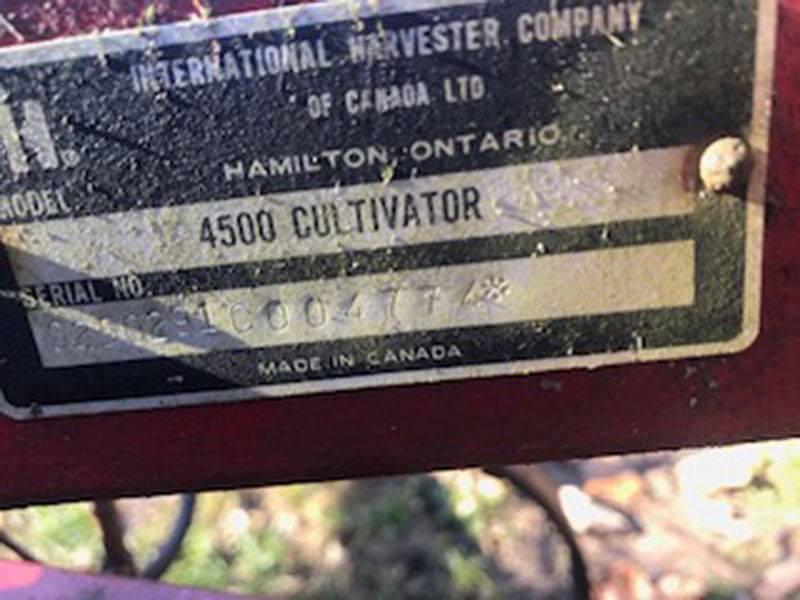 INTERNATIONAL HARVESTER COMPANY
OF CANADA LTD
HAMILTON, ONTARIO
MODEL
4500 CULTIVATOR
SERIAL NO.
MADE IN CANADA